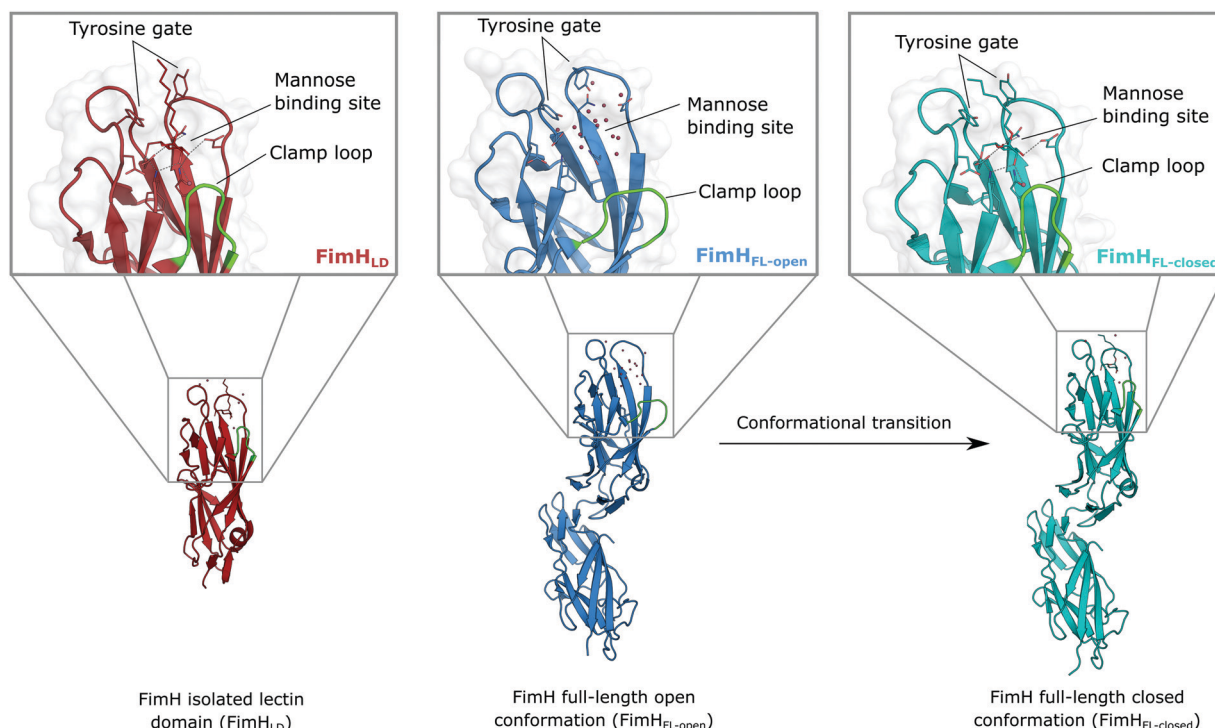 Tyrosine gate
Mannose
binding site
Clamp loop
FimHLD
Tyrosine gate
Mannose
binding site
Clamp loop
FimHFL-open
Tyrosine gate
Mannose
binding site
Clamp loop
FimHFL-closed
Conformational transition
FimH isolated lectin
domain (FimHLD)
FimH full-length open
conformation (FimHFL-open)
FimH full-length closed
conformation (FimHFL-closed)